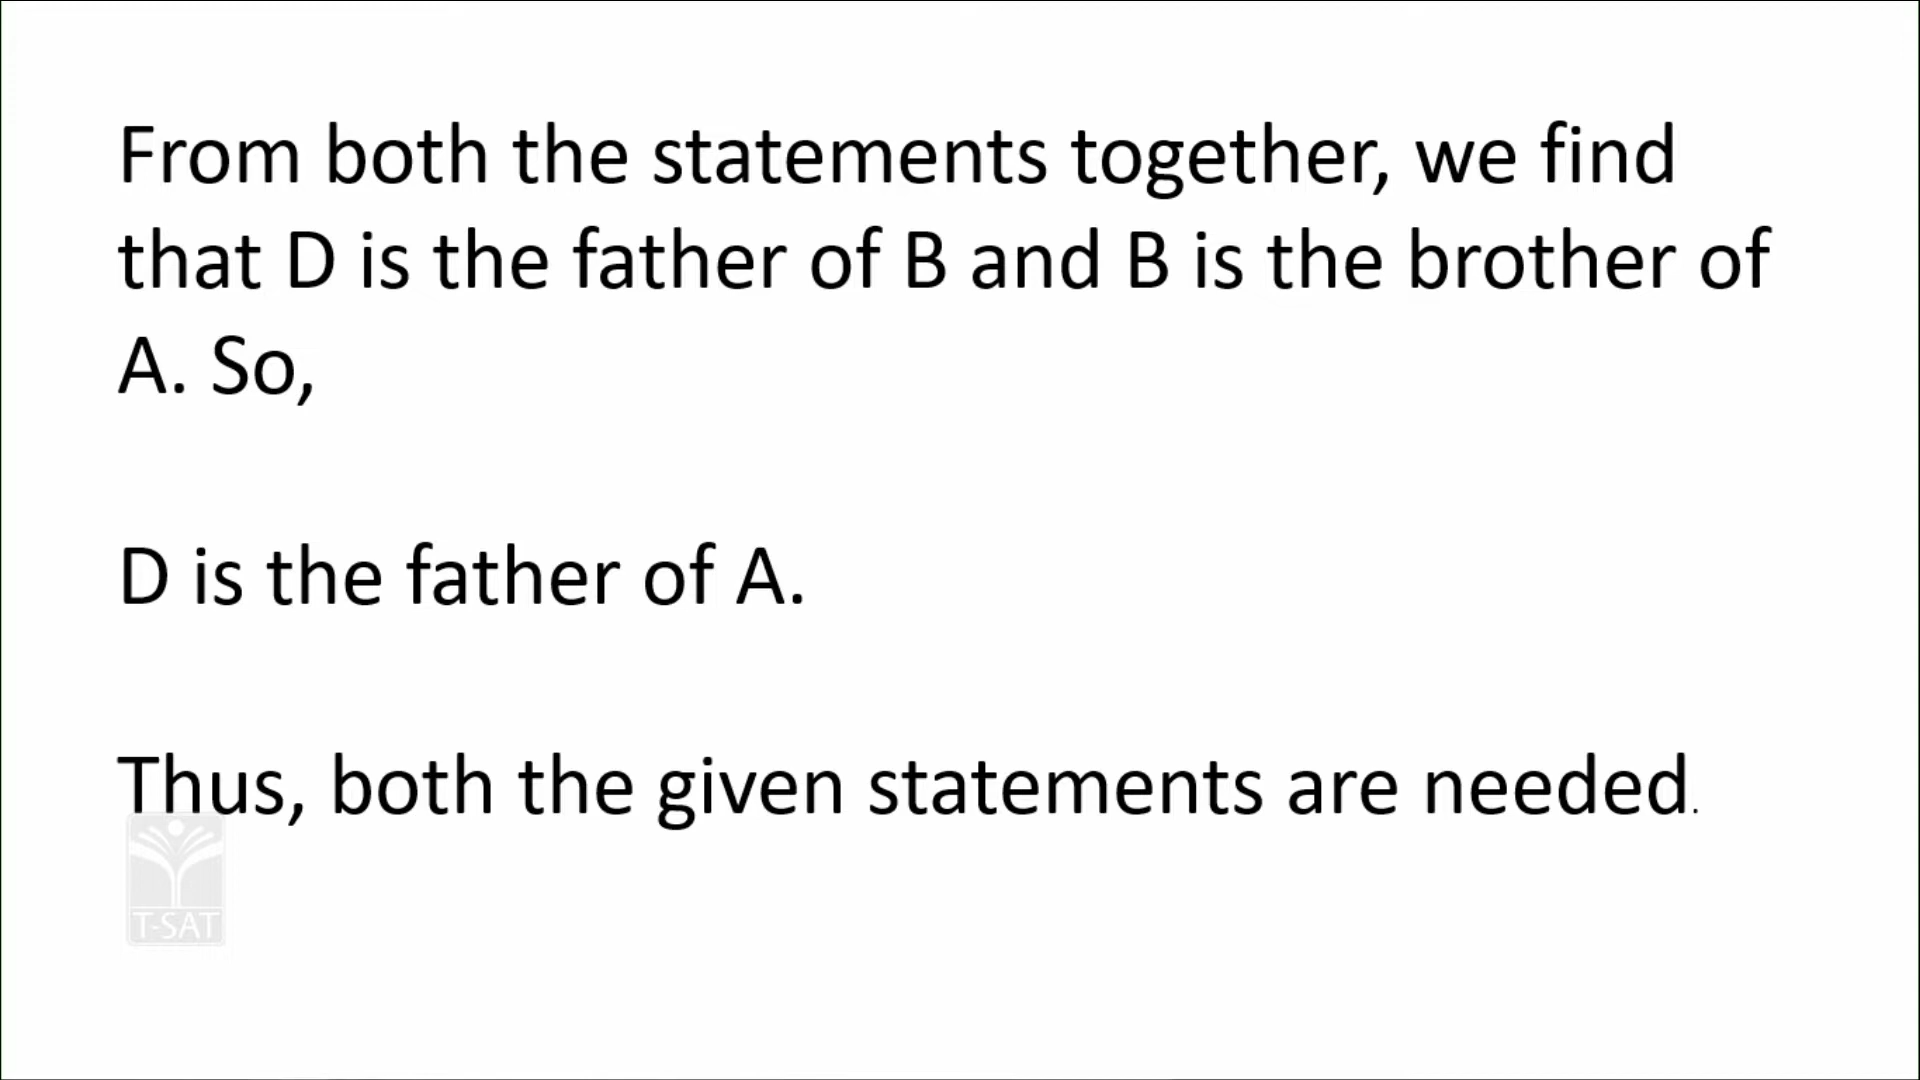 From both the statements together, we find
that D is the father of B and B is the brother of
A. So,
D is the father of A.
Thus, both the given statements are needed.
T-SAT